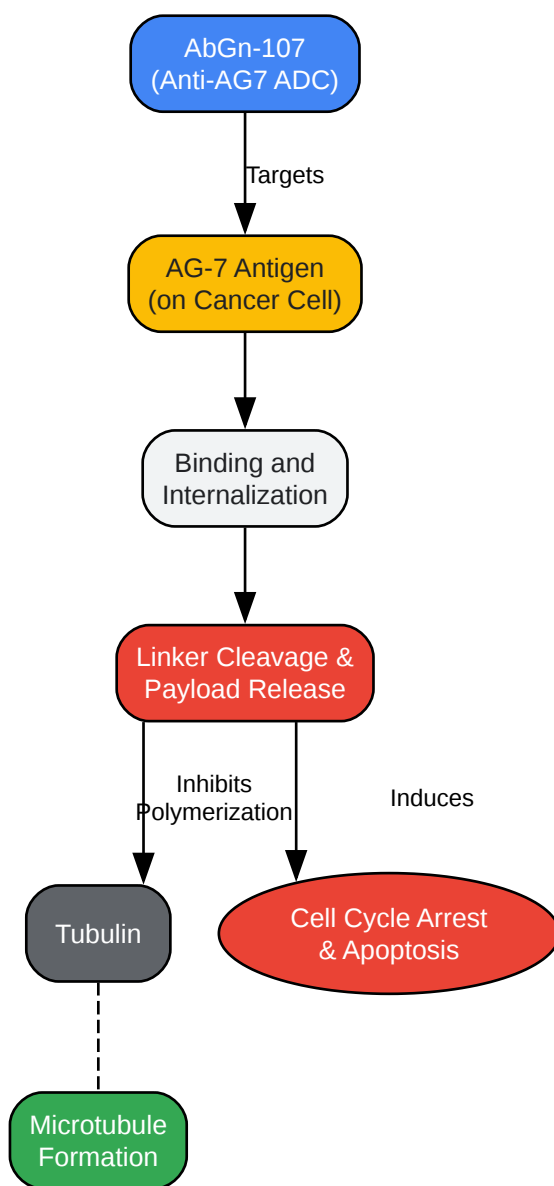 AbGn-107
(Anti-AG7 ADC)
Targets
AG-7 Antigen
(on Cancer Cell)
Binding and
Internalization
Linker Cleavage &
Payload Release
Inhibits
Polymerization
Induces
Tubulin
Cell Cycle Arrest
& Apoptosis
Microtubule
Formation